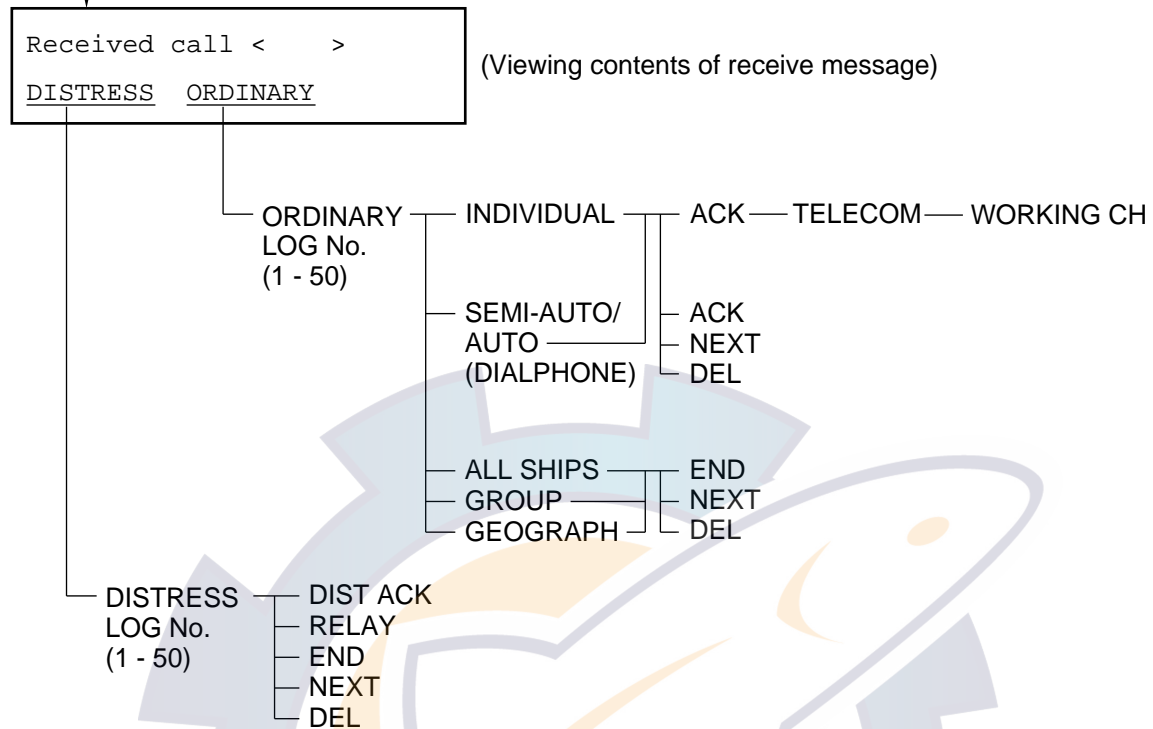 Received call <    >
DISTRESS ORDINARY
(Viewing contents of receive message)
ORDINARY
LOG No.
(1 - 50)
INDIVIDUAL
ACK
TELECOM
WORKING CH
SEMI-AUTO/
AUTO
(DIALPHONE)
ACK
NEXT
DEL
ALL SHIPS
GROUP
GEOGRAPH
END
NEXT
DEL
DISTRESS
LOG No.
(1 - 50)
DIST ACK
RELAY
END
NEXT
DEL